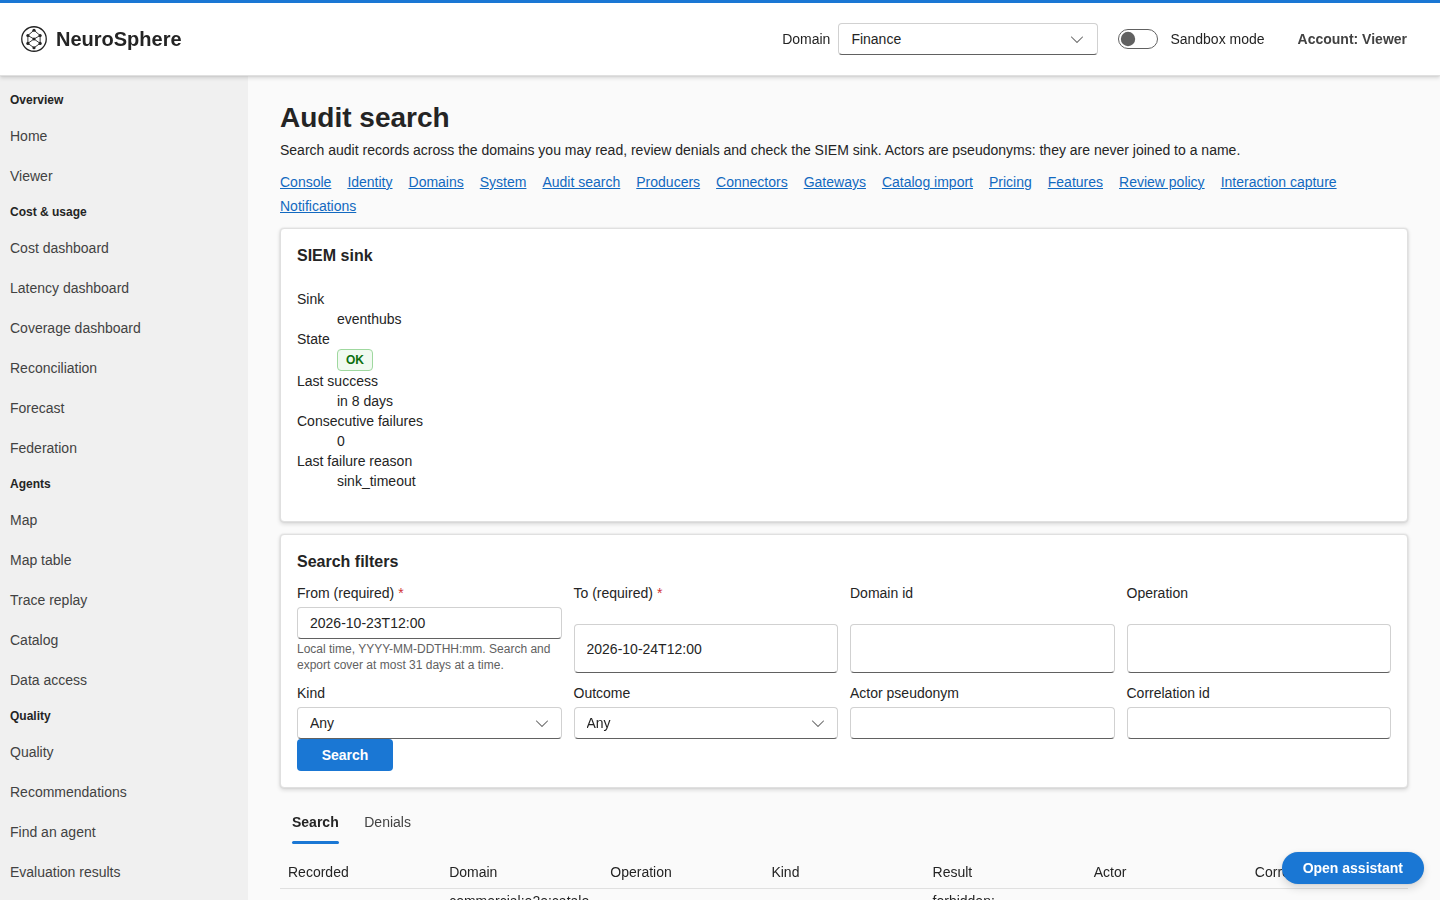 NeuroSphere
Domain Finance Sandbox mode Account: Viewer
Overview
Home
Viewer
Cost & usage
Cost dashboard
Latency dashboard
Coverage dashboard
Reconciliation
Forecast
Federation
Agents
Map
Map table
Trace replay
Catalog
Data access
Quality
Quality
Recommendations
Find an agent
Evaluation results
Audit search
Search audit records across the domains you may read, review denials and check the SIEM sink. Actors are pseudonyms: they are never joined to a name.
Console Identity Domains System Audit search Producers Connectors Gateways Catalog import Pricing Features Review policy Interaction capture
Notifications
SIEM sink
Sink
eventhubs
State
OK
Last success
in 8 days
Consecutive failures
0
Last failure reason
sink_timeout
Search filters
From (required) * To (required) * Domain id Operation
2026-10-23T12:00 2026-10-24T12:00
Local time, YYYY-MM-DDTHH:mm. Search and
export cover at most 31 days at a time.
Kind Outcome Actor pseudonym Correlation id
Any Any
Search
Search Denials
Recorded Domain Operation Kind Result Actor
Open assistant